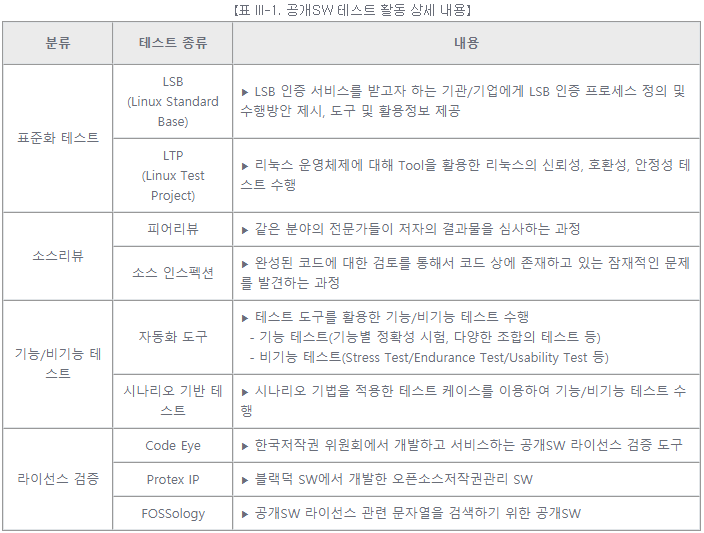 【표 III-1. 공개SW 테스트 활동 상세 내용】
분류
테스트 종류
내용
표준화 테스트
LSB
(Linux Standard
Base)
▶ LSB 인증 서비스를 받고자 하는 기관/기업에게 LSB 인증 프로세스 정의 및
수행방안 제시, 도구 및 활용정보 제공
LTP
(Linux Test
Project)
▶ 리눅스 운영체제에 대해 Tool을 활용한 리눅스의 신뢰성, 호환성, 안정성 테
스트 수행
소스리뷰
피어리뷰
▶ 같은 분야의 전문가들이 저자의 결과물을 심사하는 과정
소스 인스펙션
▶ 완성된 코드에 대한 검토를 통해서 코드 상에 존재하고 있는 잠재적인 문제
를 발견하는 과정
기능/비기능 테
스트
자동화 도구
▶ 테스트 도구를 활용한 기능/비기능 테스트 수행
- 기능 테스트(기능별 정확성 시험, 다양한 조합의 테스트 등)
- 비기능 테스트(Stress Test/Endurance Test/Usability Test 등)
시나리오 기반 테
스트
▶ 시나리오 기법을 적용한 테스트 케이스를 이용하여 기능/비기능 테스트 수
행
라이선스 검증
Code Eye
▶ 한국저작권 위원회에서 개발하고 서비스하는 공개SW 라이선스 검증 도구
Protex IP
▶ 블랙덕 SW에서 개발한 오픈소스저작권관리 SW
FOSSology
▶ 공개SW 라이선스 관련 문자열을 검색하기 위한 공개SW